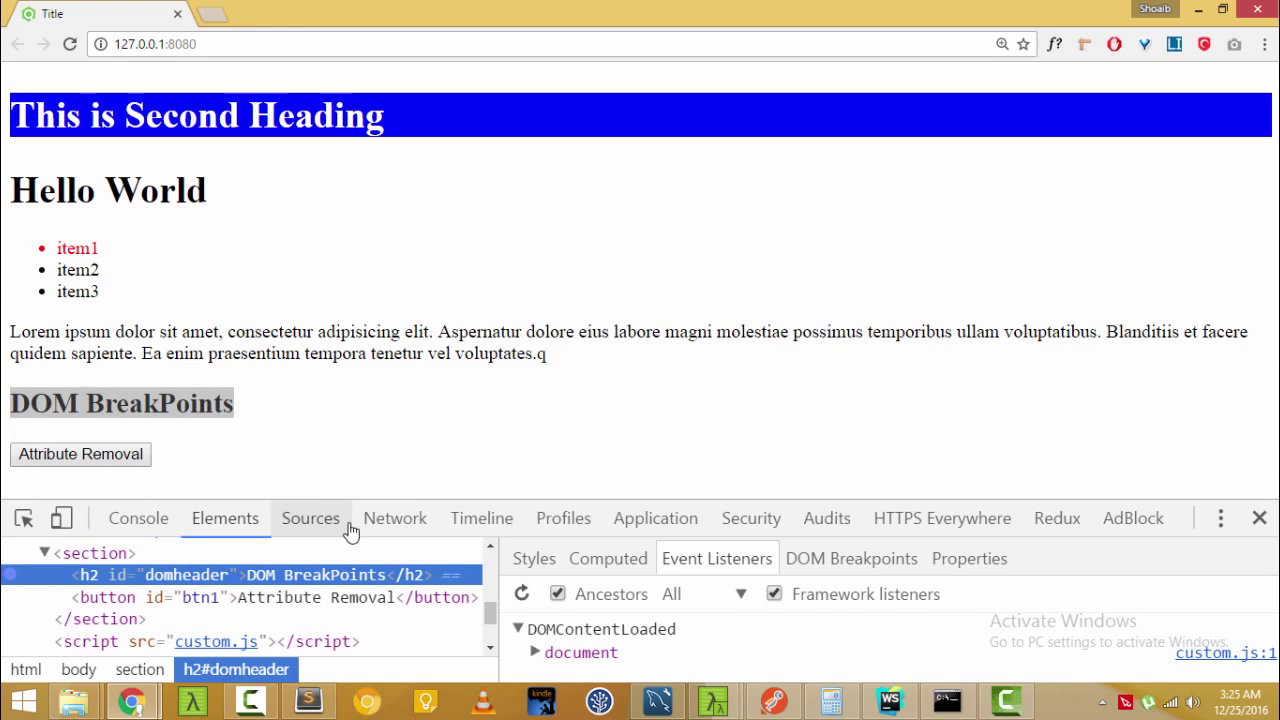 Title
Shoaib
127.0.0.1:8080
f?
LI
This is Second Heading
Hello World
item1
item2
item3
Lorem ipsum dolor sit amet, consectetur adipisicing elit. Aspernatur dolore eius labore magni molestiae possimus temporibus ullam voluptatibus. Blanditiis et facere
quidem sapiente. Ea enim praesentium tempora tenetur vel voluptates.q
DOM BreakPoints
Attribute Removal
Console Elements Sources Network Timeline Profiles Application Security Audits HTTPS Everywhere Redux AdBlock
<section>
<h2 id="domheader">DOM BreakPoints</h2> ==
<button id="btn1">Attribute Removal</button>
</section>
<script src="custom.js"></script>
html body section h2#domheader
Styles Computed Event Listeners DOM Breakpoints Properties
Ancestors All Framework listeners
DOMContentLoaded
document custom.js:1
Activate Windows
Go to PC settings to activate Windows.
kindle
WS
3:25 AM
12/25/2016